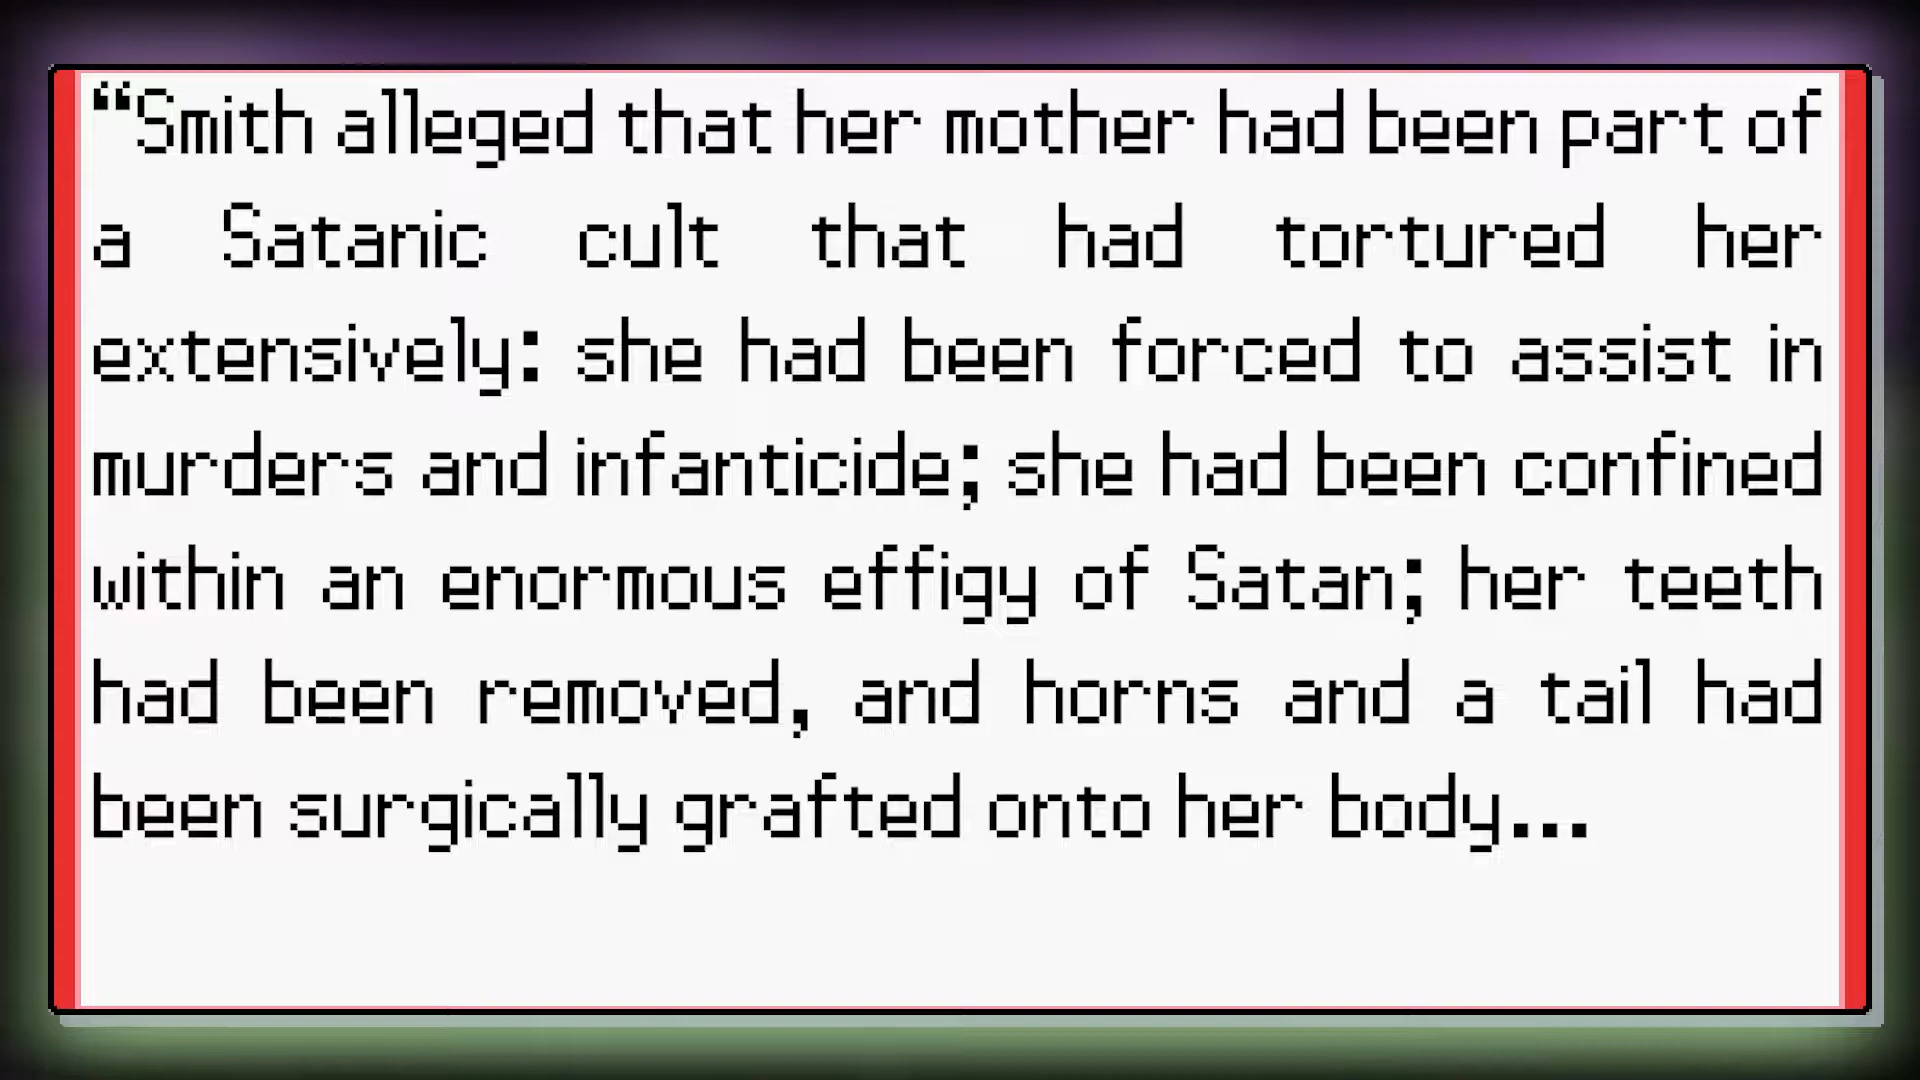 “Smith alleged that her mother had been part of
a Satanic cult that had tortured her
extensively: she had been forced to assist in
murders and infanticide; she had been confined
within an enormous effigy of Satan; her teeth
had been removed, and horns and a tail had
been surgically grafted onto her body...